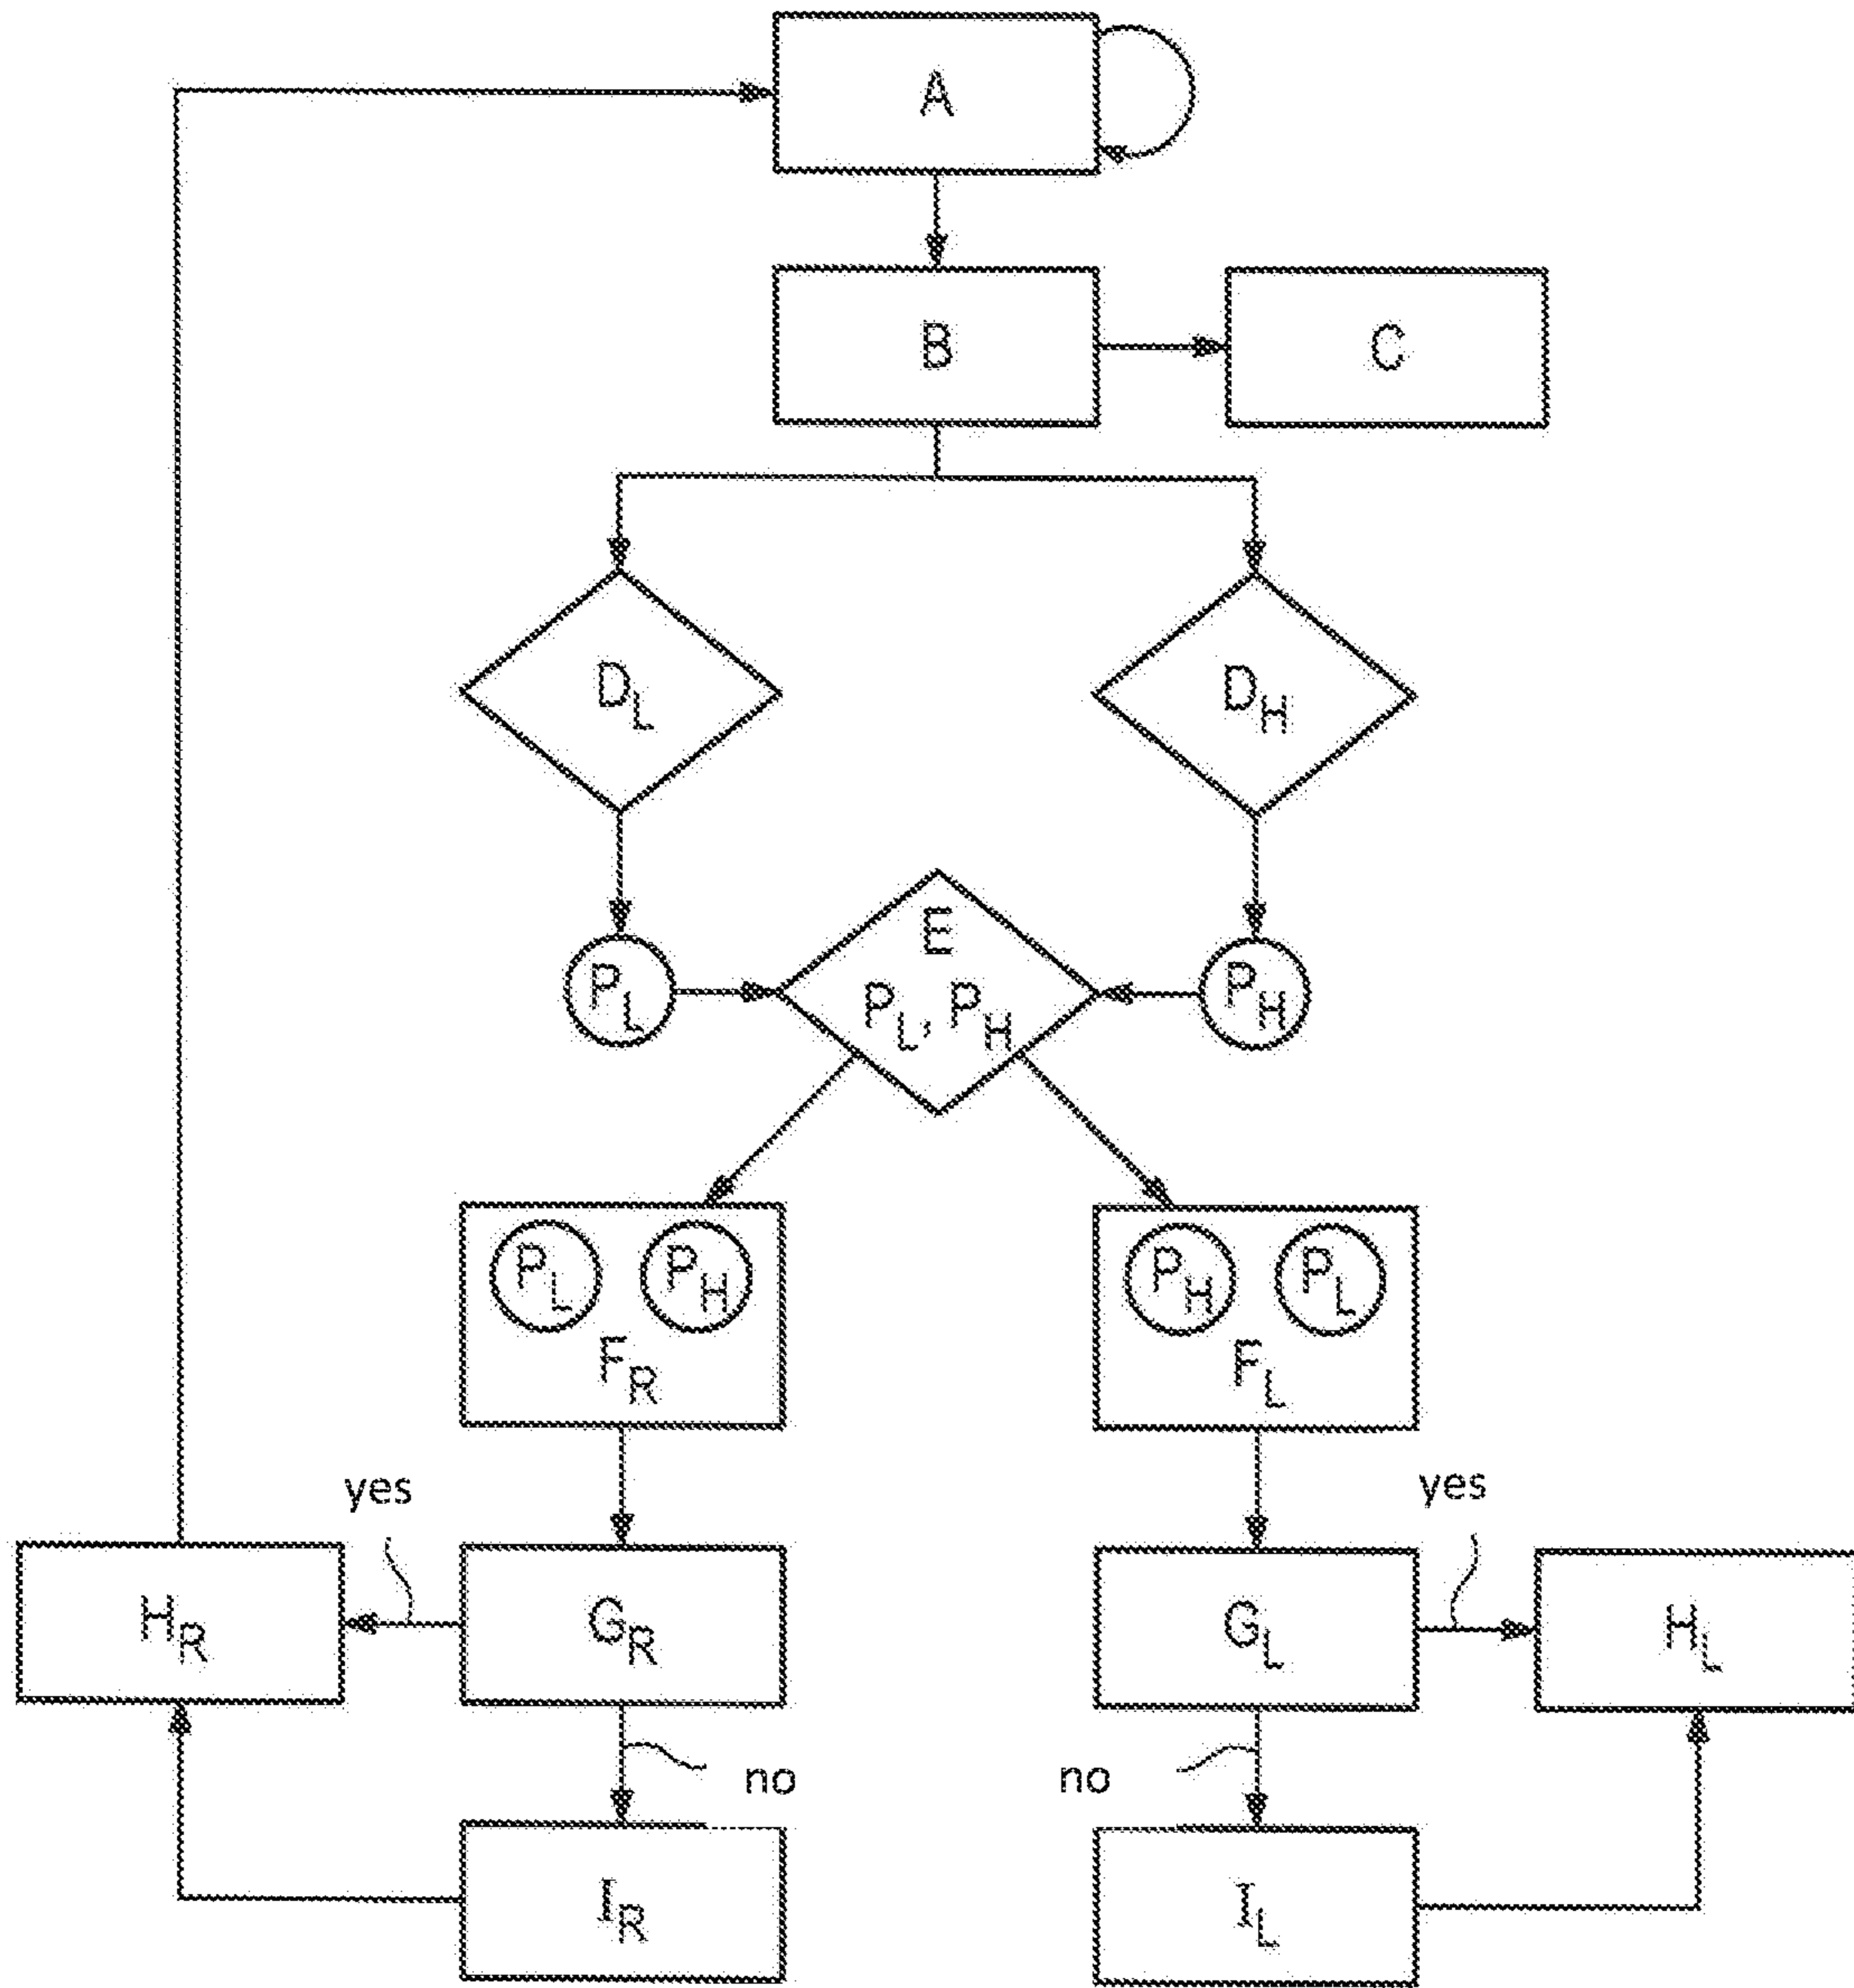 A
B
C
D_L
D_H
E
P_L
P_L, P_H
P_H
P_L
P_H
F_R
P_H
P_L
F_L
yes
yes
H_R
G_R
G_L
H_L
no
no
I_R
I_L